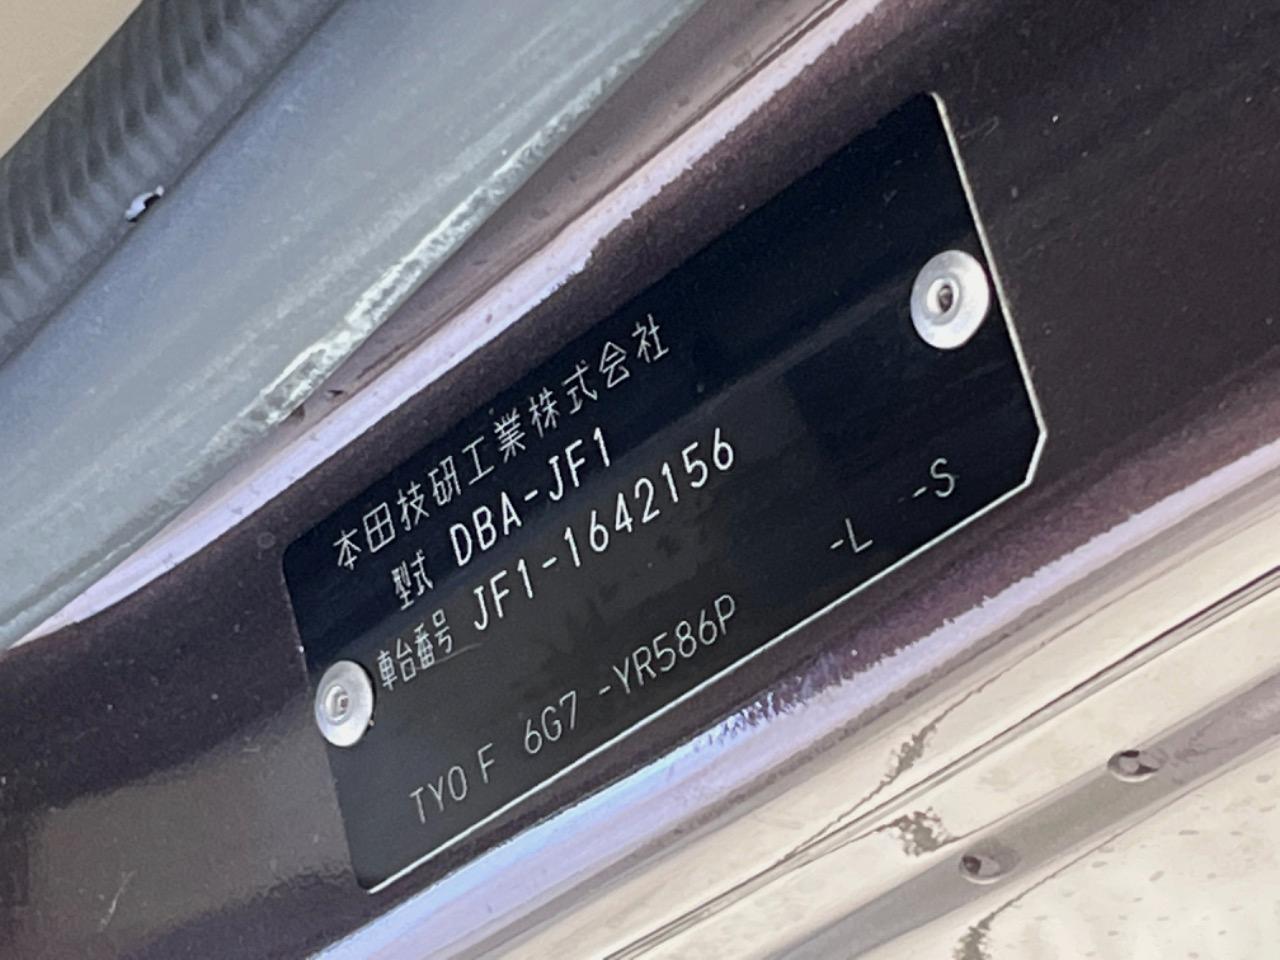 本田技研工業株式会社
型式 DBA-JF1
車台番号 JF1-1642156
TY0 F 6G7 -YR586P -L -S